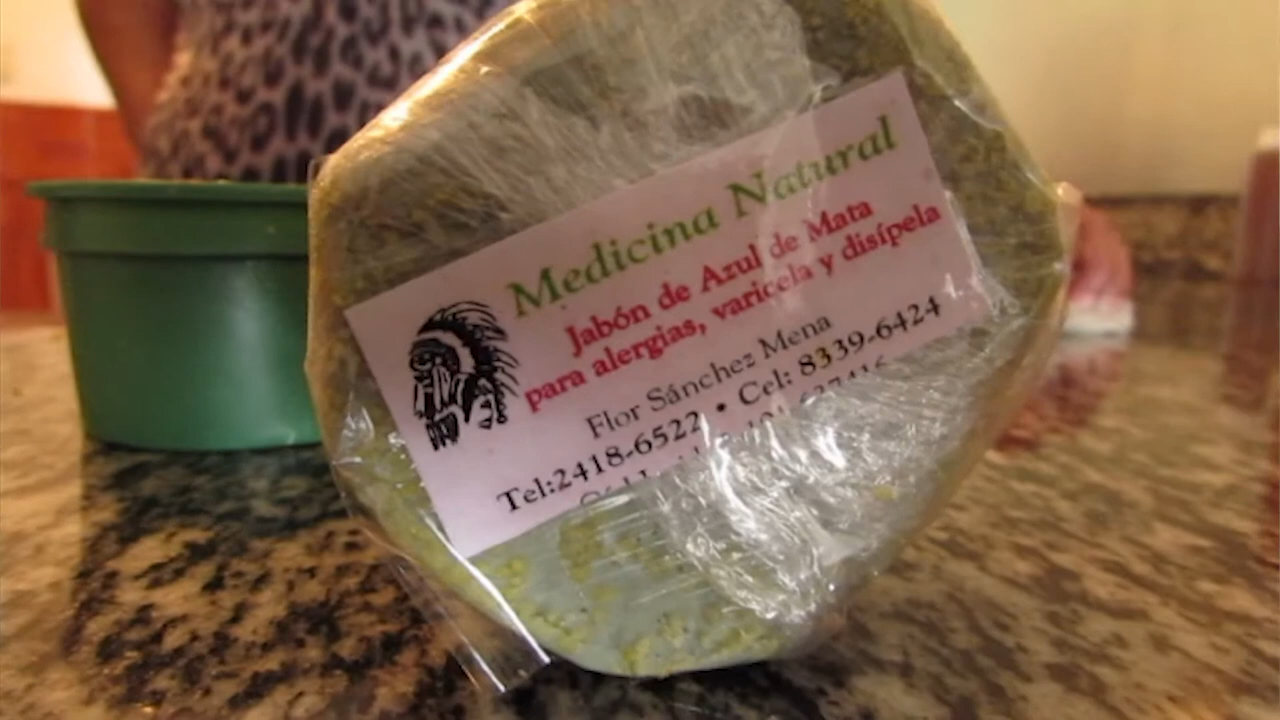 Medicina Natural
Jabón de Azul de Mata
para alergias, varicela y disípela
Flor Sánchez Mena
Tel:2418-6522 • Cel: 8339-6424